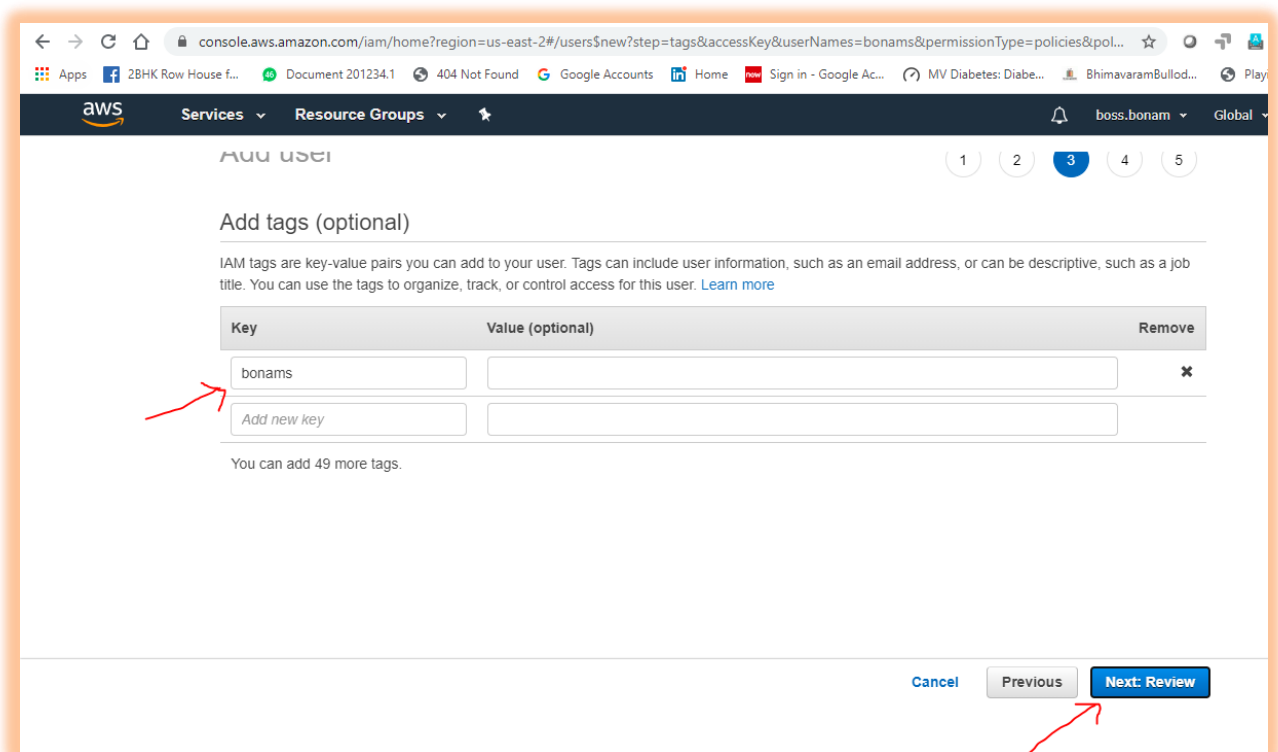 console.aws.amazon.com/iam/home?region=us-east-2#/users$new?step=tags&accessKey&userNames=bonams&permissionType=policies&pol...
Apps 2BHK Row House f... 46 Document 201234.1 404 Not Found G Google Accounts in Home now Sign in - Google Ac... MV Diabetes: Diabe... BhimavaramBullod... Playi
aws Services Resource Groups boss.bonam Global
Add user 1 2 3 4 5
Add tags (optional)
IAM tags are key-value pairs you can add to your user. Tags can include user information, such as an email address, or can be descriptive, such as a job
title. You can use the tags to organize, track, or control access for this user. Learn more
Key Value (optional) Remove
bonams
Add new key
You can add 49 more tags.
Cancel Previous Next: Review